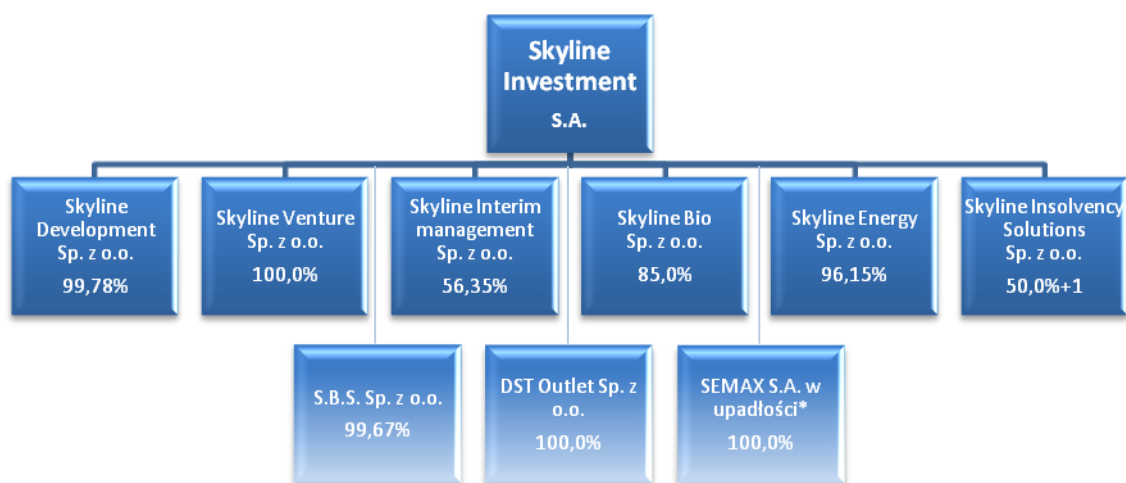 Skyline
Investment
S.A.
Skyline
Development
Sp. z o.o.
99,78%
Skyline Venture
Sp. z o.o.
100,0%
Skyline Interim
management
Sp. z o.o.
56,35%
Skyline Bio
Sp. z o.o.
85,0%
Skyline Energy
Sp. z o.o.
96,15%
Skyline Insolvency
Solutions
Sp. z o.o.
50,0%+1
S.B.S. Sp. z o.o.
99,67%
DST Outlet Sp. z
o.o.
100,0%
SEMAX S.A. w
upadłości*
100,0%